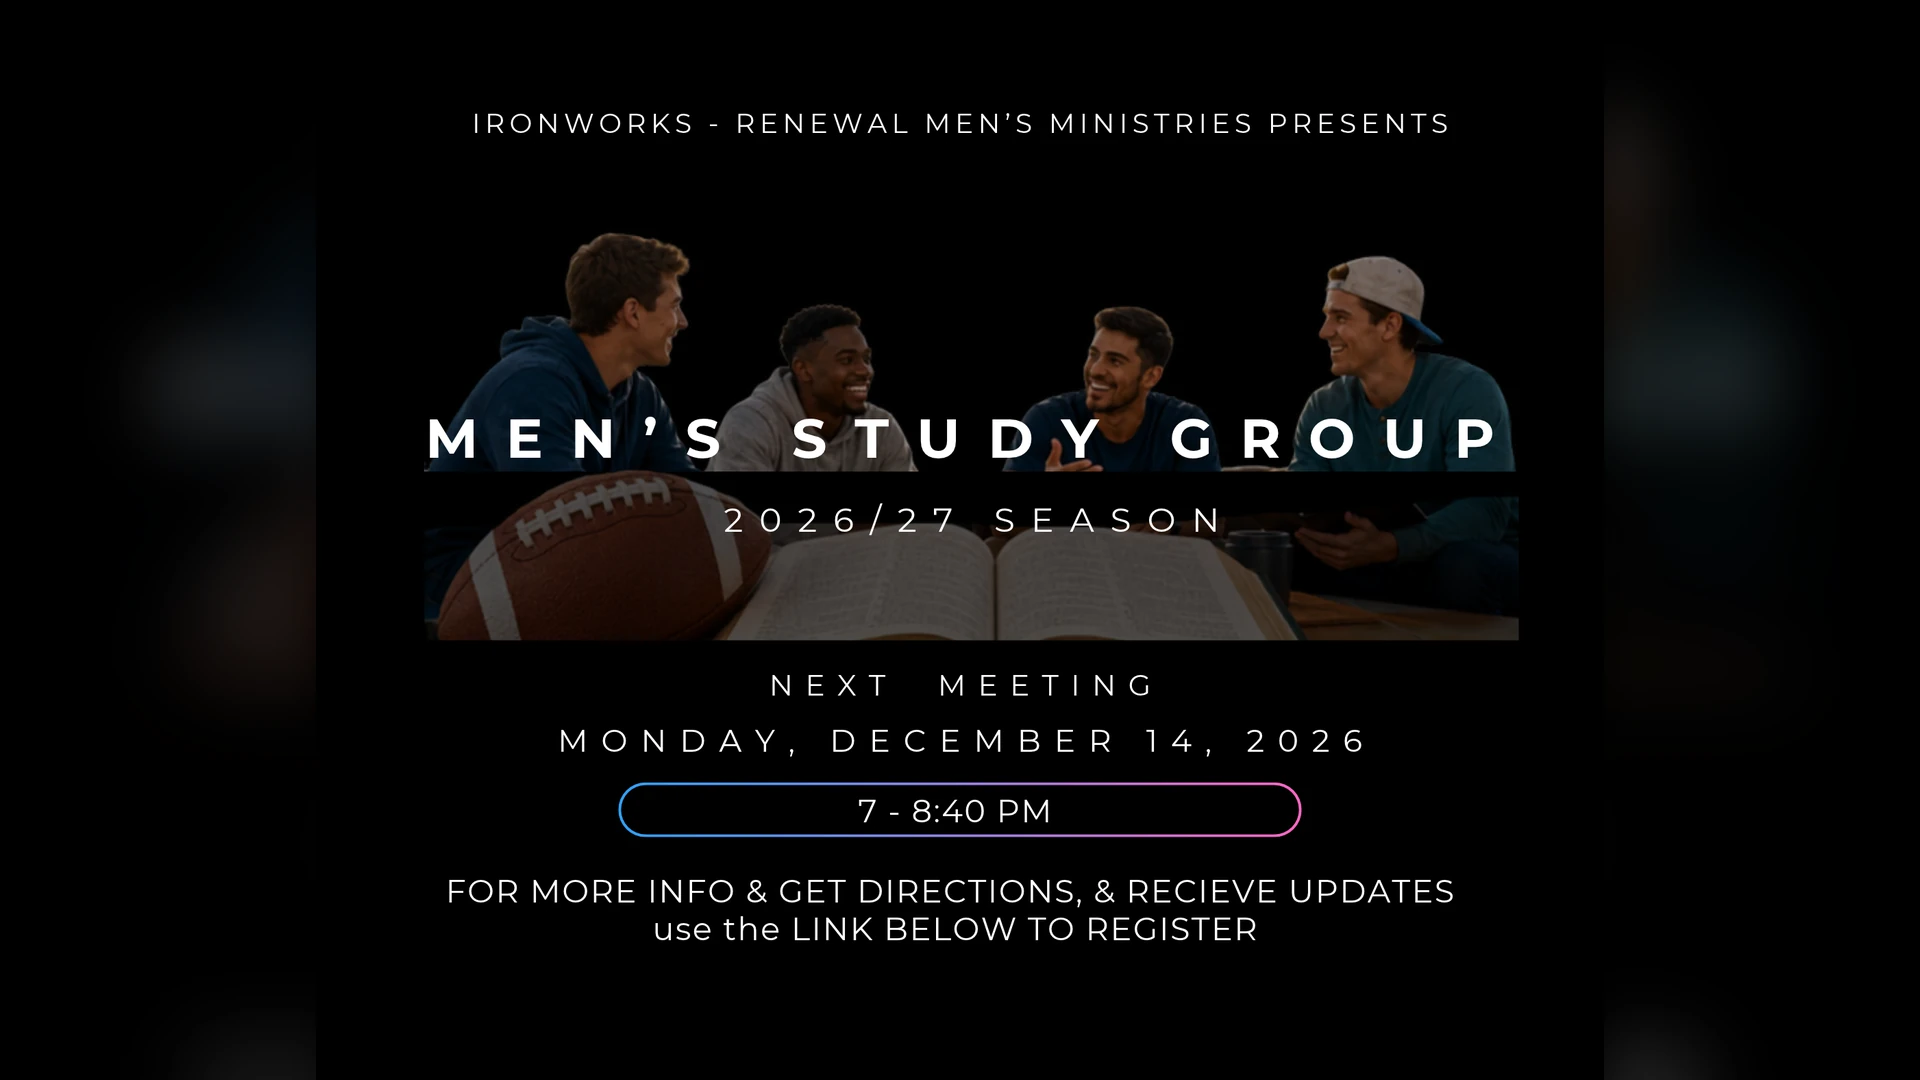 IRONWORKS - RENEWAL MEN’S MINISTRIES PRESENTS
MEN’S STUDY GROUP
2026/27 SEASON
NEXT MEETING
MONDAY, DECEMBER 14, 2026
7 - 8:40 PM
FOR MORE INFO & GET DIRECTIONS, & RECIEVE UPDATES
use the LINK BELOW TO REGISTER